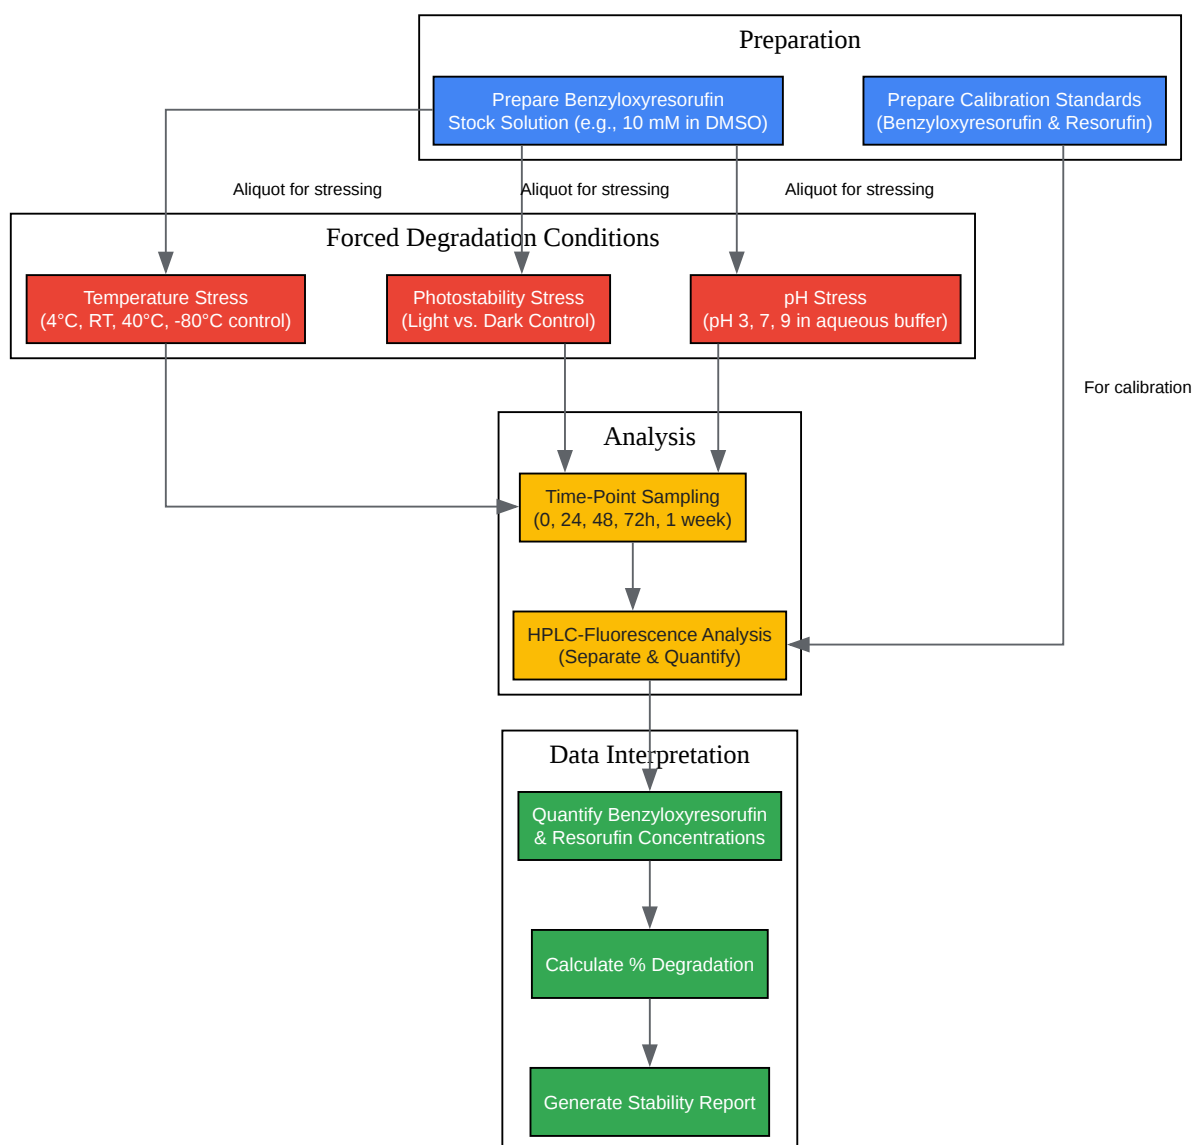 Preparation
Prepare Benzyloxyresorufin
Stock Solution (e.g., 10 mM in DMSO)
Prepare Calibration Standards
(Benzyloxyresorufin & Resorufin)
Aliquot for stressing
Aliquot for stressing
Aliquot for stressing
Forced Degradation Conditions
Temperature Stress
(4°C, RT, 40°C, -80°C control)
Photostability Stress
(Light vs. Dark Control)
pH Stress
(pH 3, 7, 9 in aqueous buffer)
For calibration
Analysis
Time-Point Sampling
(0, 24, 48, 72h, 1 week)
HPLC-Fluorescence Analysis
(Separate & Quantify)
Data Interpretation
Quantify Benzyloxyresorufin
& Resorufin Concentrations
Calculate % Degradation
Generate Stability Report